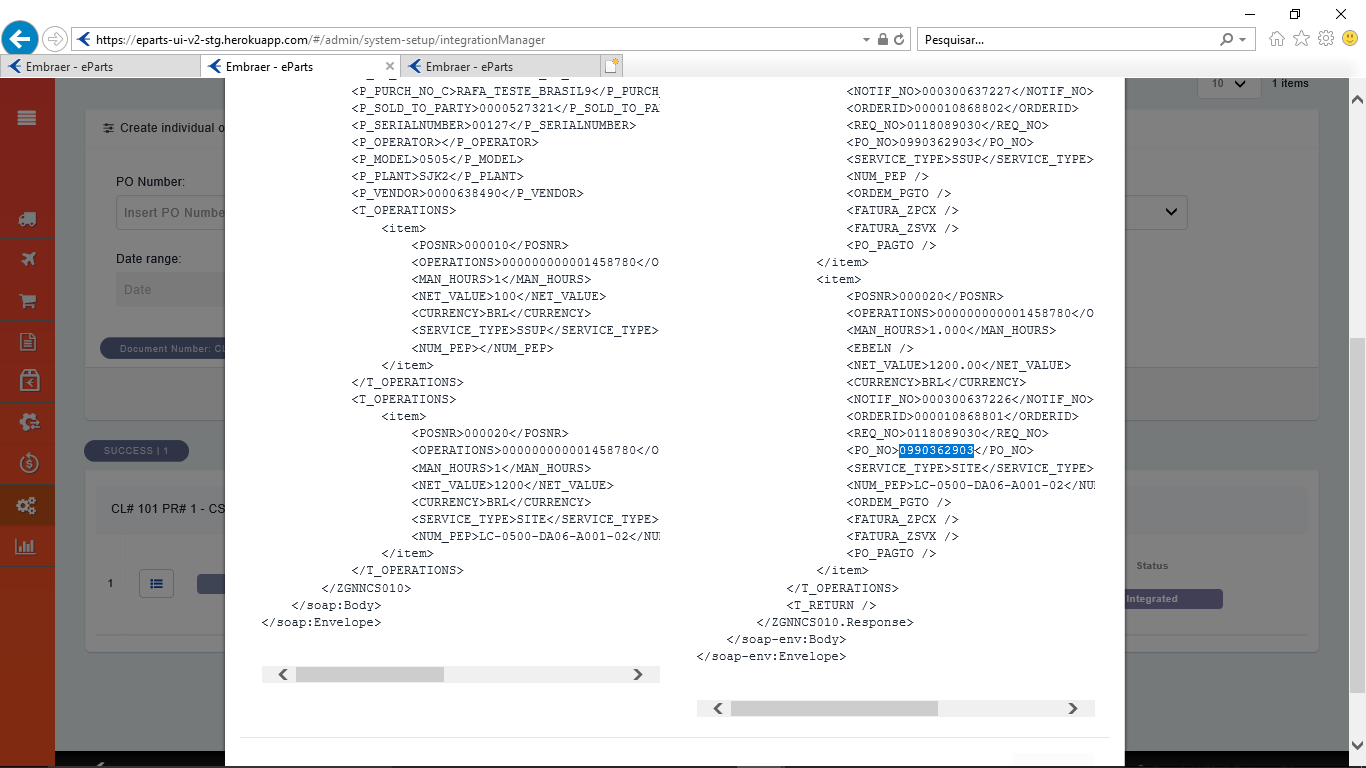 https://eparts-ui-v2-stg.herokuapp.com/#/admin/system-setup/integrationManager
Pesquisar...
Embraer - eParts
Embraer - eParts
Embraer - eParts
10
1 items
Create individual o
PO Number:
Insert PO Numbe
Date range:
Date
Document Number: CL
SUCCESS | 1
CL# 101 PR# 1 - CS
1
Status
Integrated
<P_PURCH_NO_C>RAFA_TESTE_BRASIL9</P_PURCH_
<P_SOLD_TO_PARTY>0000527321</P_SOLD_TO_PA
<P_SERIALNUMBER>00127</P_SERIALNUMBER>
<P_OPERATOR></P_OPERATOR>
<P_MODEL>0505</P_MODEL>
<P_PLANT>SJK2</P_PLANT>
<P_VENDOR>0000638490</P_VENDOR>
<T_OPERATIONS>
<item>
<POSNR>000010</POSNR>
<OPERATIONS>000000000001458780</O
<MAN_HOURS>1</MAN_HOURS>
<NET_VALUE>100</NET_VALUE>
<CURRENCY>BRL</CURRENCY>
<SERVICE_TYPE>SSUP</SERVICE_TYPE>
<NUM_PEP></NUM_PEP>
</item>
</T_OPERATIONS>
<T_OPERATIONS>
<item>
<POSNR>000020</POSNR>
<OPERATIONS>000000000001458780</O
<MAN_HOURS>1</MAN_HOURS>
<NET_VALUE>1200</NET_VALUE>
<CURRENCY>BRL</CURRENCY>
<SERVICE_TYPE>SITE</SERVICE_TYPE>
<NUM_PEP>LC-0500-DA06-A001-02</NU
</item>
</T_OPERATIONS>
</ZGNNCS010>
</soap:Body>
</soap:Envelope>
<NOTIF_NO>000300637227</NOTIF_NO>
<ORDERID>000010868802</ORDERID>
<REQ_NO>0118089030</REQ_NO>
<PO_NO>0990362903</PO_NO>
<SERVICE_TYPE>SSUP</SERVICE_TYPE>
<NUM_PEP />
<ORDEM_PGTO />
<FATURA_ZPCX />
<FATURA_ZSVX />
<PO_PAGTO />
</item>
<item>
<POSNR>000020</POSNR>
<OPERATIONS>000000000001458780</O
<MAN_HOURS>1.000</MAN_HOURS>
<EBELN />
<NET_VALUE>1200.00</NET_VALUE>
<CURRENCY>BRL</CURRENCY>
<NOTIF_NO>000300637226</NOTIF_NO>
<ORDERID>000010868801</ORDERID>
<REQ_NO>0118089030</REQ_NO>
<PO_NO>0990362903</PO_NO>
<SERVICE_TYPE>SITE</SERVICE_TYPE>
<NUM_PEP>LC-0500-DA06-A001-02</NU
<ORDEM_PGTO />
<FATURA_ZPCX />
<FATURA_ZSVX />
<PO_PAGTO />
</item>
</T_OPERATIONS>
<T_RETURN />
</ZGNNCS010.Response>
</soap-env:Body>
</soap-env:Envelope>